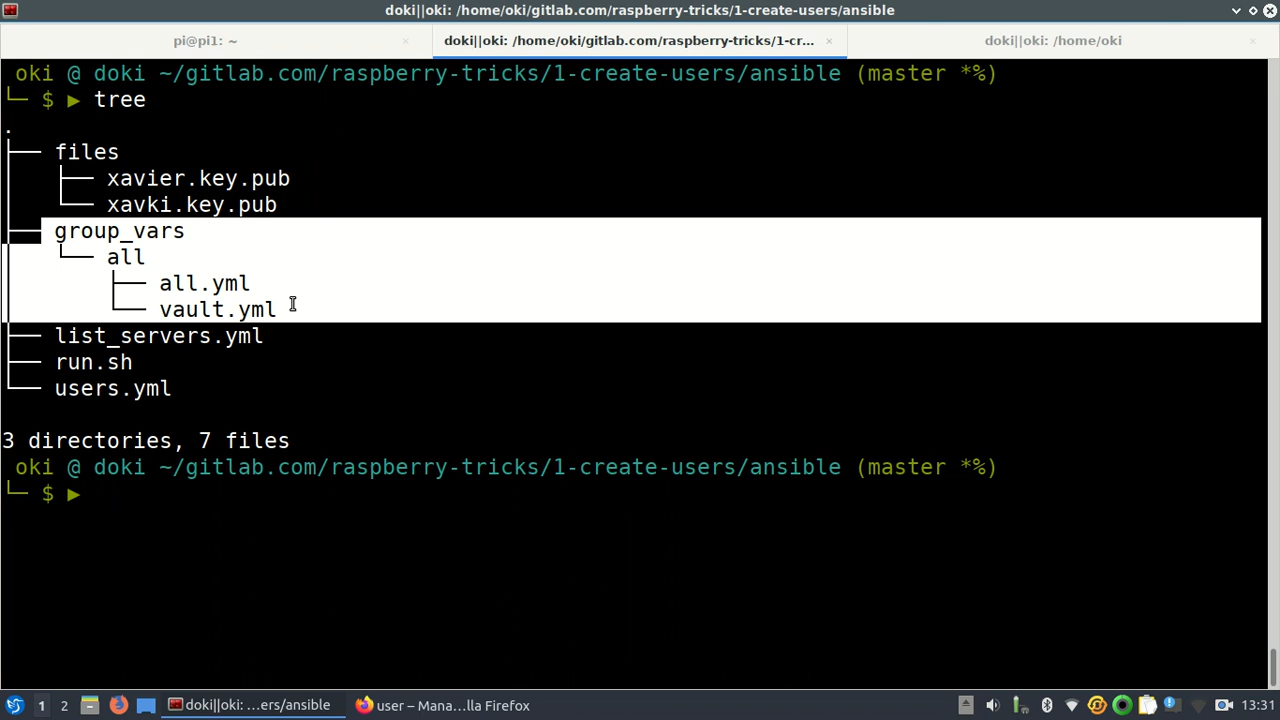 doki||oki: /home/oki/gitlab.com/raspberry-tricks/1-create-users/ansible
pi@pi1: ~
doki||oki: /home/oki/gitlab.com/raspberry-tricks/1-cr...
doki||oki: /home/oki
oki @ doki ~/gitlab.com/raspberry-tricks/1-create-users/ansible (master *%)
└─ $ ▶ tree
.
├── files
│   ├── xavier.key.pub
│   └── xavki.key.pub
├── group_vars
│   └── all
│       ├── all.yml
│       └── vault.yml
├── list_servers.yml
├── run.sh
└── users.yml
3 directories, 7 files
oki @ doki ~/gitlab.com/raspberry-tricks/1-create-users/ansible (master *%)
└─ $ ▶
1 2 doki||oki: ...ers/ansible user – Mana...lla Firefox 13:31